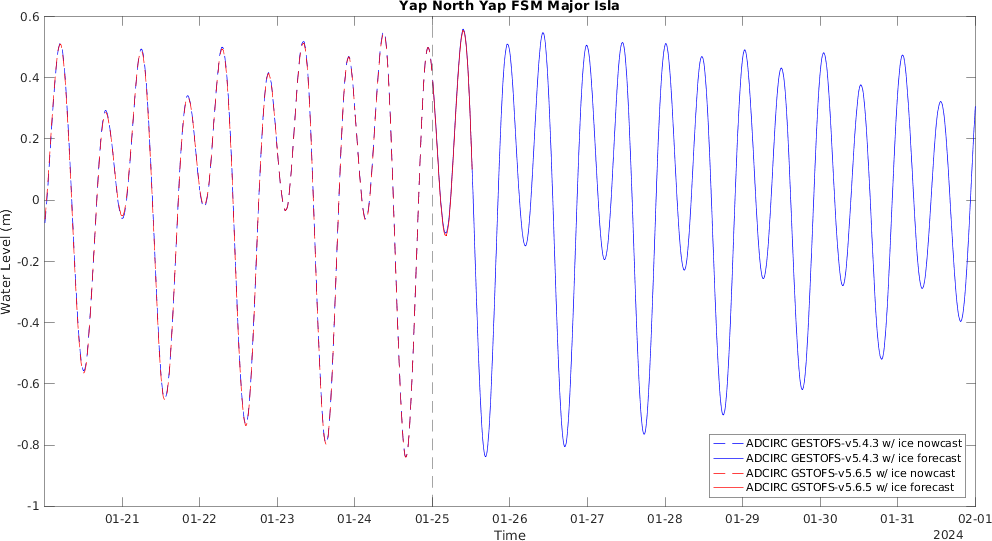 Yap North Yap FSM Major Isla
0.6
0.4
0.2
0
-0.2
-0.4
-0.6
-0.8
-1
Water Level (m)
01-21 01-22 01-23 01-24 01-25 01-26 01-27 01-28 01-29 01-30 01-31 02-01
Time
2024
ADCIRC GESTOFS-v5.4.3 w/ ice nowcast
ADCIRC GESTOFS-v5.4.3 w/ ice forecast
ADCIRC GSTOFS-v5.6.5 w/ ice nowcast
ADCIRC GSTOFS-v5.6.5 w/ ice forecast